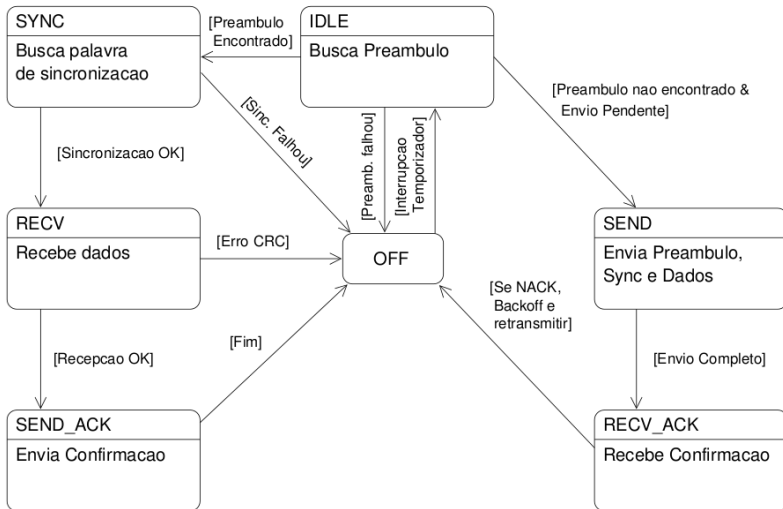 SYNC
Busca palavra
de sincronizacao
[Preambulo
Encontrado]
IDLE
Busca Preambulo
[Preambulo nao encontrado &
Envio Pendente]
[Sinc. Falhou]
[Preamb. falhou]
[Interrupcao
Temporizador]
[Sincronizacao OK]
RECV
Recebe dados
[Erro CRC]
OFF
SEND
Envia Preambulo,
Sync e Dados
[Se NACK,
Backoff e
retransmitir]
[Fim]
[Recepcao OK]
[Envio Completo]
SEND_ACK
Envia Confirmacao
RECV_ACK
Recebe Confirmacao